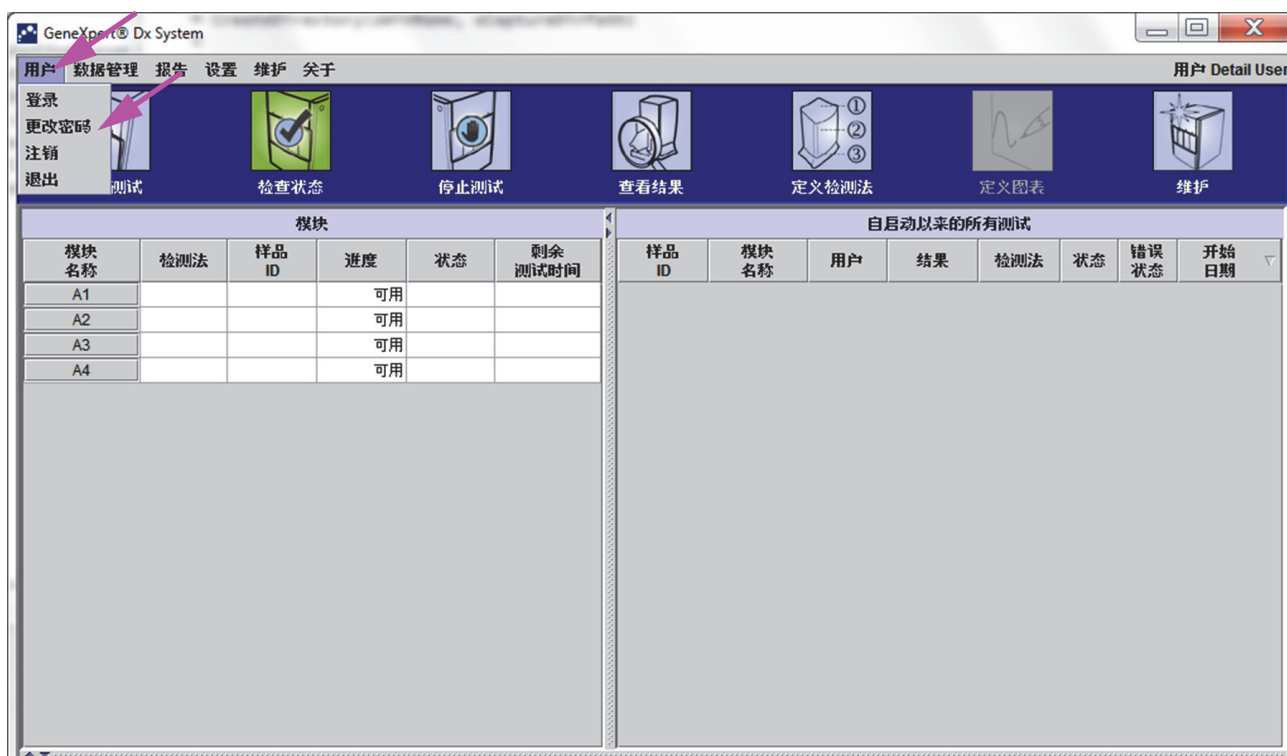 GeneXpert® Dx System
用户 数据管理 报告 设置 维护 关于
用户 Detail User
登录
更改密码
注销
退出
测试
检查状态
停止测试
查看结果
①
②
③
定义检测法
定义图表
维护
模块
模块
名称
检测法
样品
ID
进度
状态
剩余
测试时间
A1 可用
A2 可用
A3 可用
A4 可用
自启动以来的所有测试
样品
ID
模块
名称
用户
结果
检测法
状态
错误
状态
开始
日期